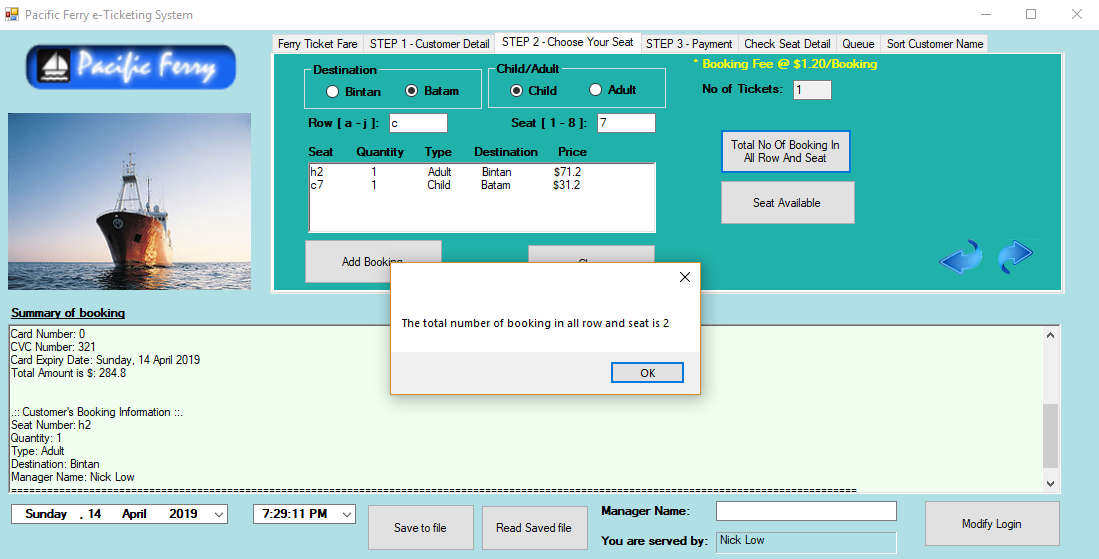 Pacific Ferry e-Ticketing System
Pacific Ferry
Ferry Ticket Fare STEP 1 - Customer Detail STEP 2 - Choose Your Seat STEP 3 - Payment Check Seat Detail Queue Sort Customer Name
* Booking Fee @ $1.20/Booking
Destination
Bintan Batam
Child/Adult
Child Adult
No of Tickets: 1
Row [ a - j ]: c
Seat [ 1 - 8 ]: 7
Seat Quantity Type Destination Price
h2 1 Adult Bintan $71.2
c7 1 Child Batam $31.2
Total No Of Booking In
All Row And Seat
Seat Available
Add Booking
The total number of booking in all row and seat is 2
OK
Summary of booking
Card Number: 0
CVC Number: 321
Card Expiry Date: Sunday, 14 April 2019
Total Amount is $: 284.8
.:: Customer's Booking Information ::.
Seat Number: h2
Quantity: 1
Type: Adult
Destination: Bintan
Manager Name: Nick Low
Sunday , 14 April 2019
7:29:11 PM
Save to file
Read Saved file
Manager Name:
You are served by: Nick Low
Modify Login